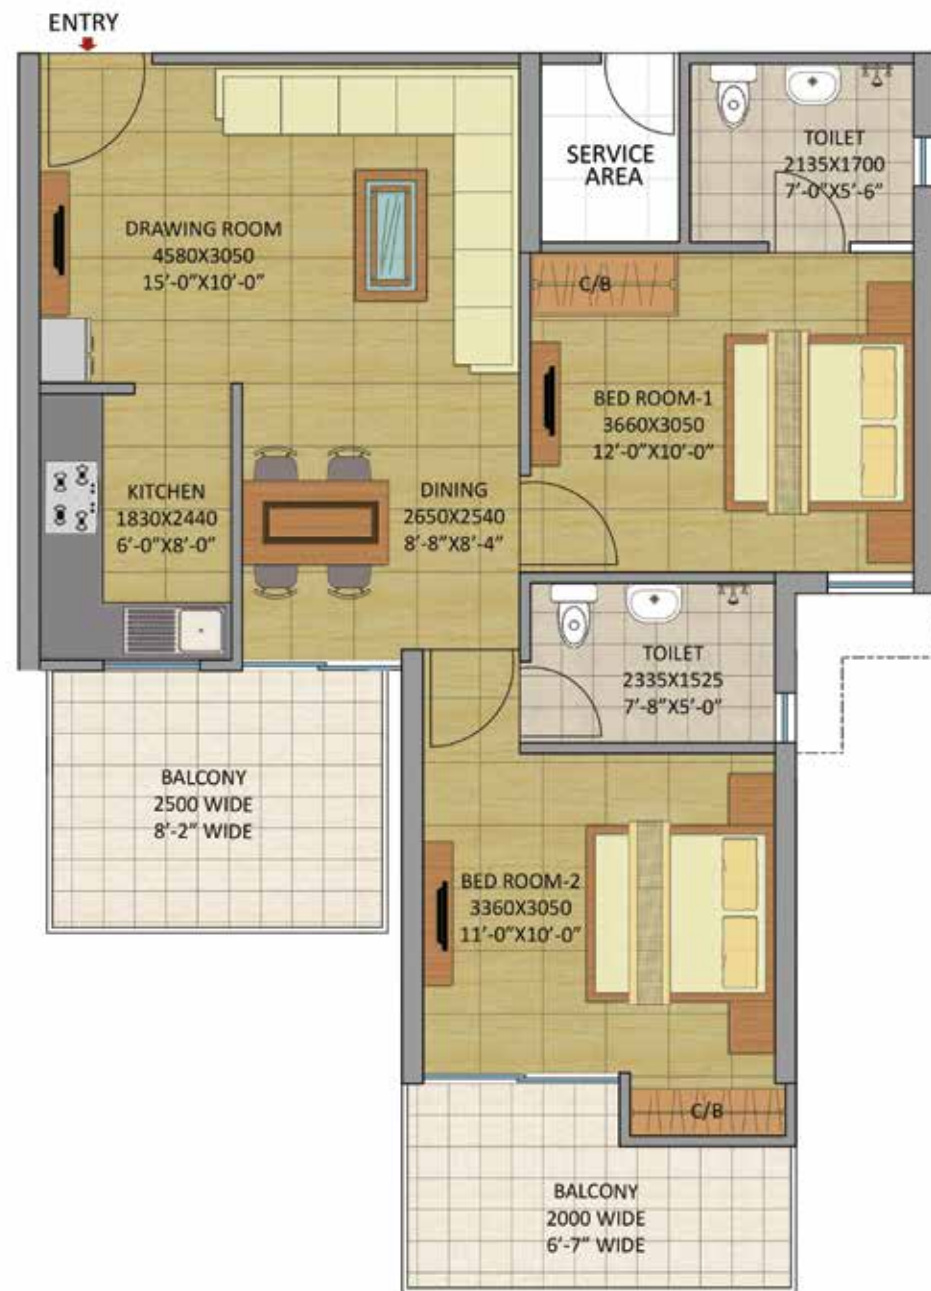 ENTRY
DRAWING ROOM
4580X3050
15'-0"X10'-0"
SERVICE
AREA
TOILET
2135X1700
7'-0"X5'-6"
C/B
BED ROOM-1
3660X3050
12'-0"X10'-0"
KITCHEN
1830X2440
6'-0"X8'-0"
DINING
2650X2540
8'-8"X8'-4"
TOILET
2335X1525
7'-8"X5'-0"
BALCONY
2500 WIDE
8'-2" WIDE
BED ROOM-2
3360X3050
11'-0"X10'-0"
C/B
BALCONY
2000 WIDE
6'-7" WIDE